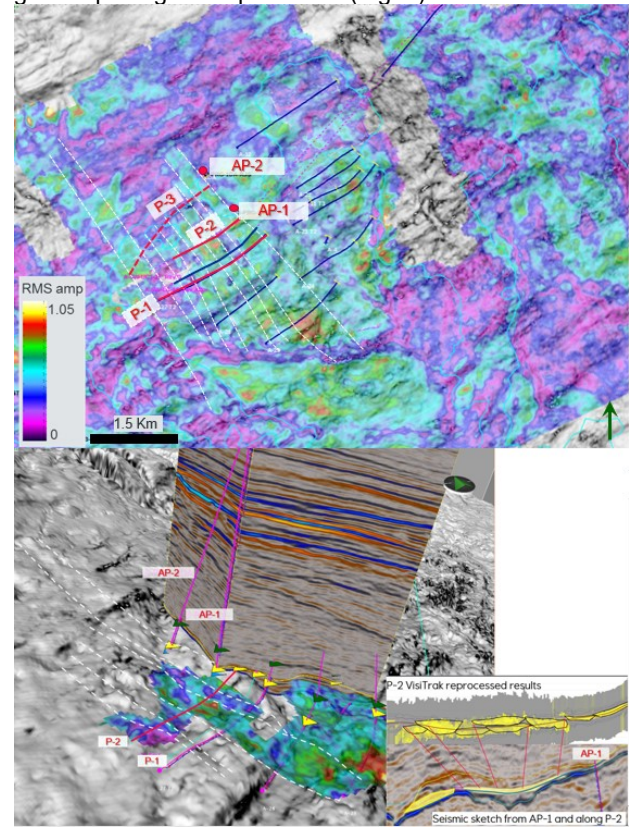 AP-2
P-3
AP-1
P-2
P-1
RMS amp
1.05
0
1.5 Km
AP-2
AP-1
P-2
P-1
P-2 VisiTrak reprocessed results
AP-1
Seismic sketch from AP-1 and along P-2